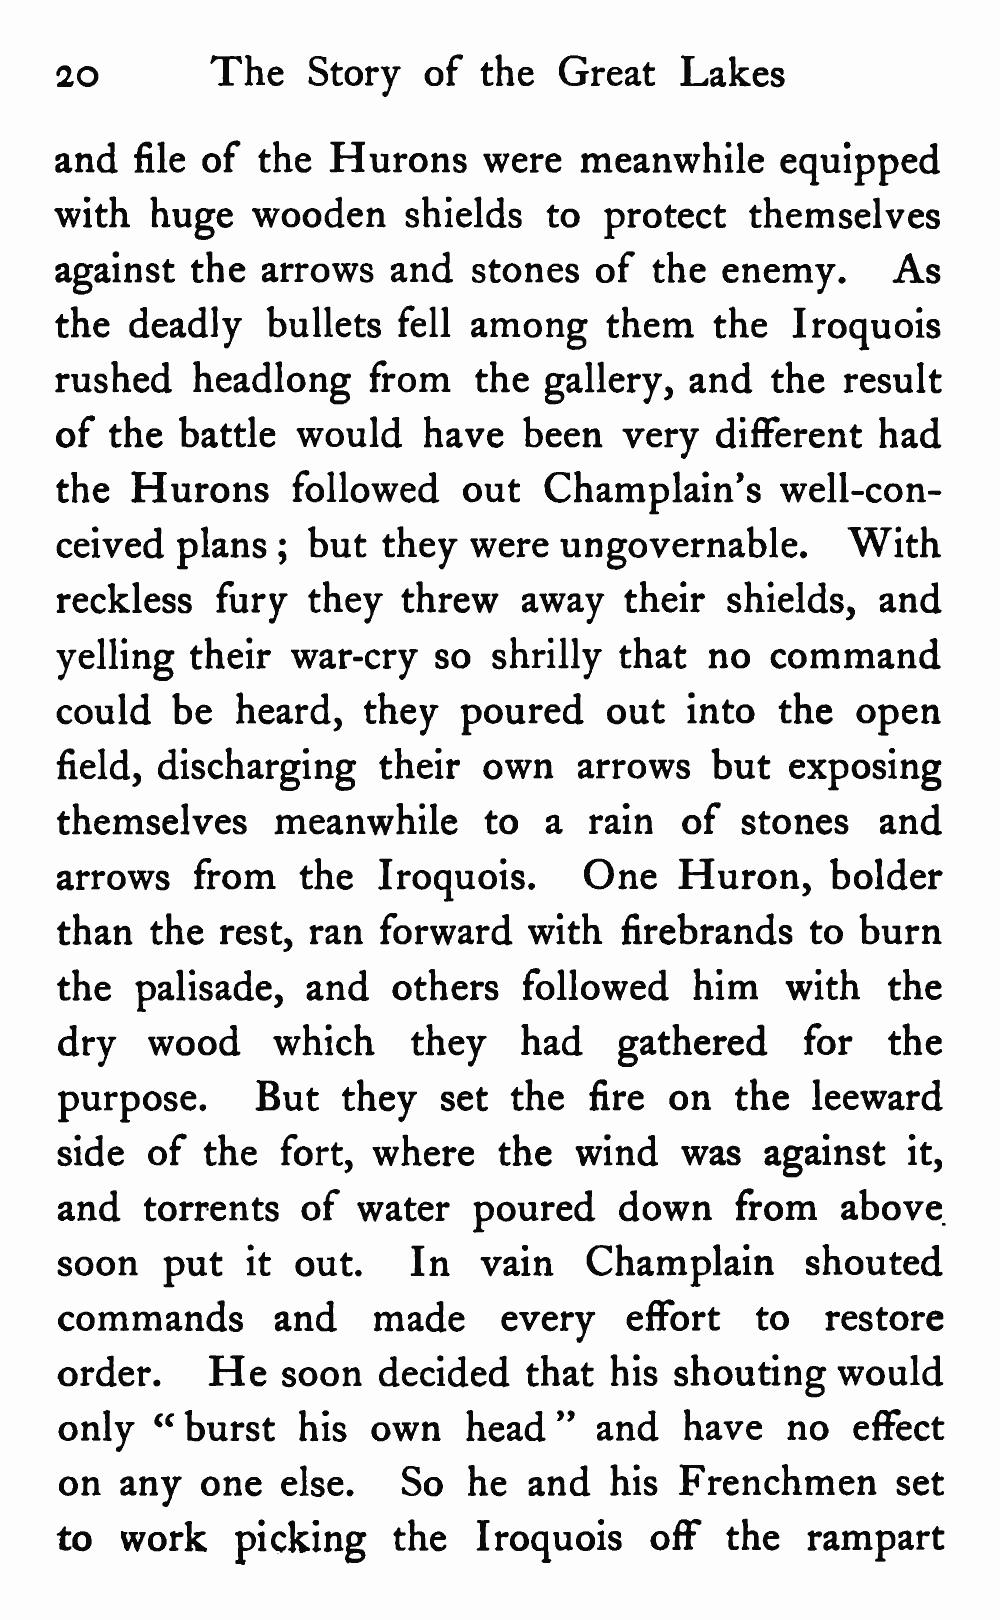 20 The Story of the Great Lakes
and file of the Hurons were meanwhile equipped
with huge wooden shields to protect themselves
against the arrows and stones of the enemy. As
the deadly bullets fell among them the Iroquois
rushed headlong from the gallery, and the result
of the battle would have been very different had
the Hurons followed out Champlain's well-con-
ceived plans ; but they were ungovernable. With
reckless fury they threw away their shields, and
yelling their war-cry so shrilly that no command
could be heard, they poured out into the open
field, discharging their own arrows but exposing
themselves meanwhile to a rain of stones and
arrows from the Iroquois. One Huron, bolder
than the rest, ran forward with firebrands to burn
the palisade, and others followed him with the
dry wood which they had gathered for the
purpose. But they set the fire on the leeward
side of the fort, where the wind was against it,
and torrents of water poured down from above
soon put it out. In vain Champlain shouted
commands and made every effort to restore
order. He soon decided that his shouting would
only “ burst his own head ” and have no effect
on any one else. So he and his Frenchmen set
to work picking the Iroquois off the rampart